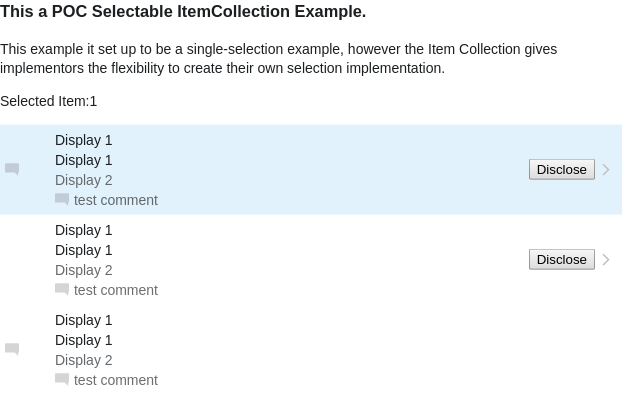 This a POC Selectable ItemCollection Example.
This example it set up to be a single-selection example, however the Item Collection gives
implementors the flexibility to create their own selection implementation.
Selected Item:1
Display 1
Display 1
Disclose
Display 2
test comment
Display 1
Display 1
Disclose
Display 2
test comment
Display 1
Display 1
Display 2
test comment